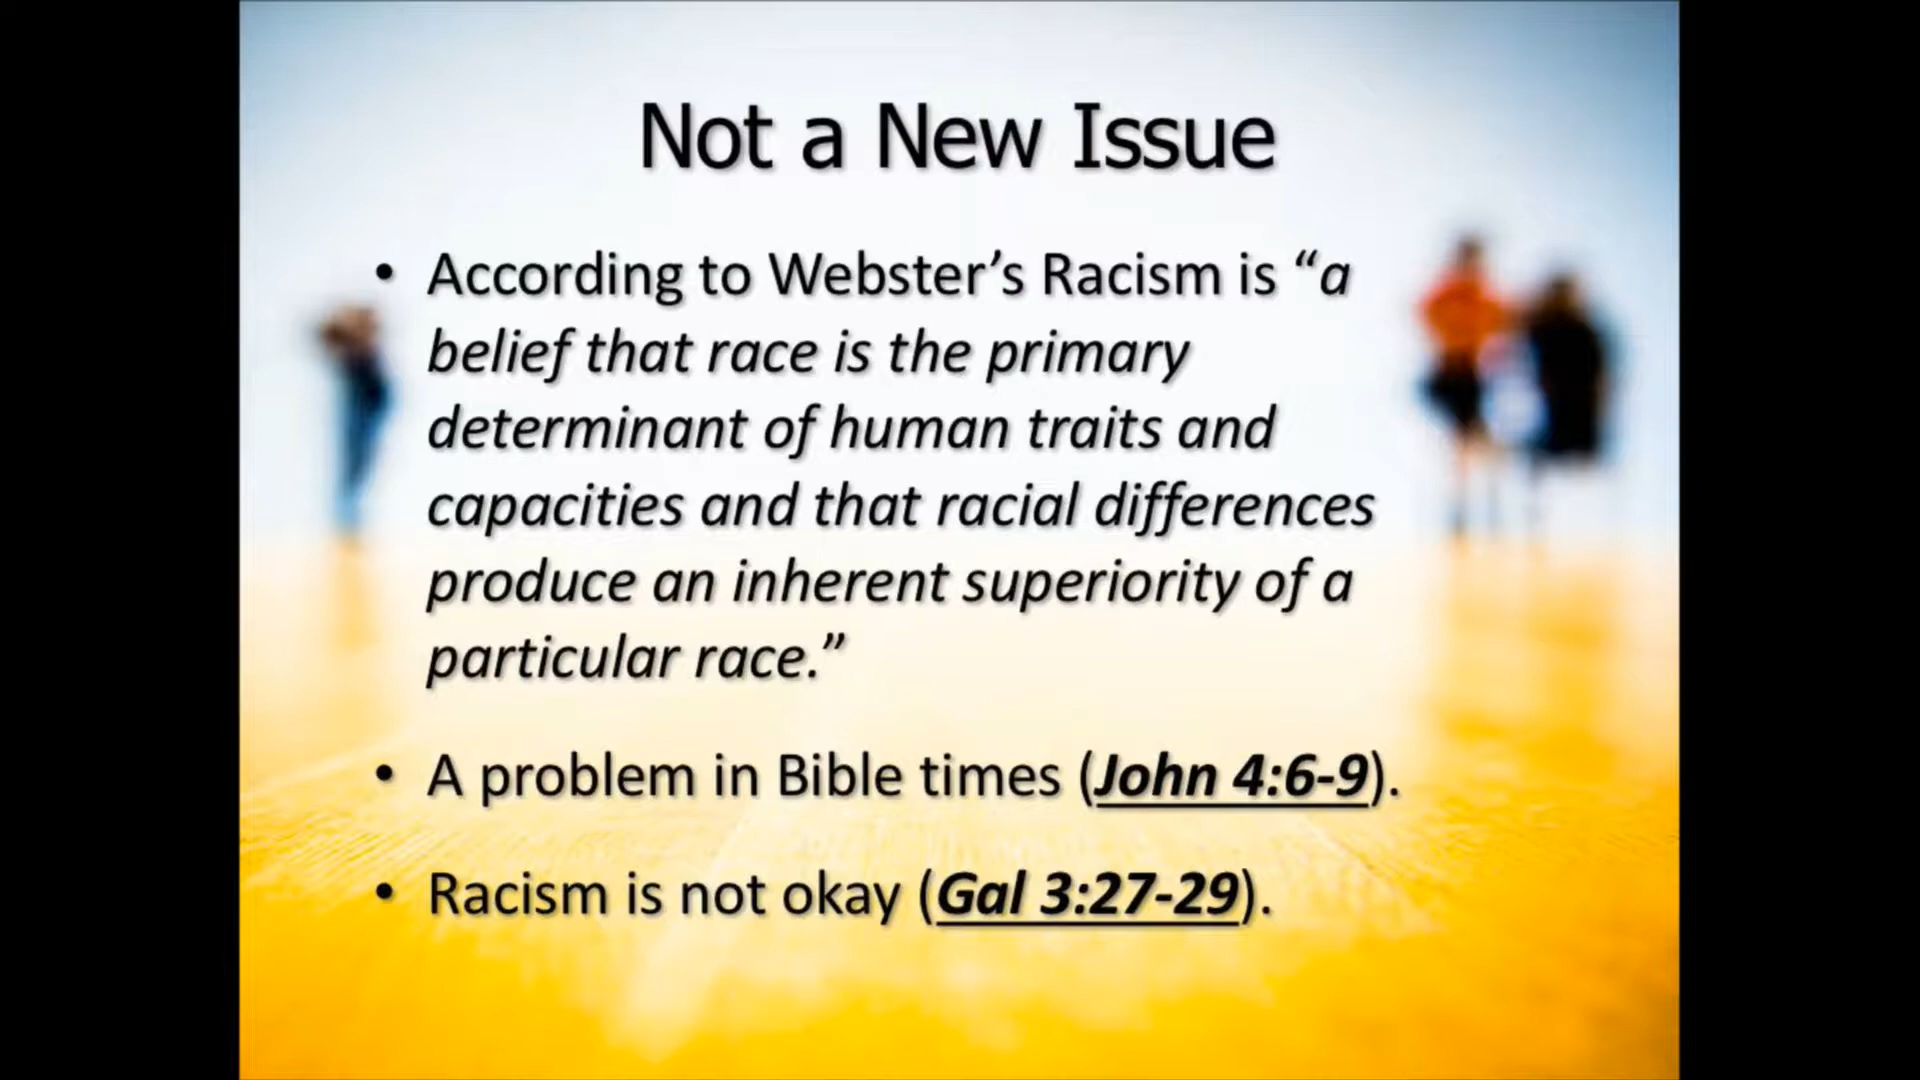 Not a New Issue
• According to Webster’s Racism is “a
belief that race is the primary
determinant of human traits and
capacities and that racial differences
produce an inherent superiority of a
particular race.”
• A problem in Bible times (John 4:6-9).
• Racism is not okay (Gal 3:27-29).